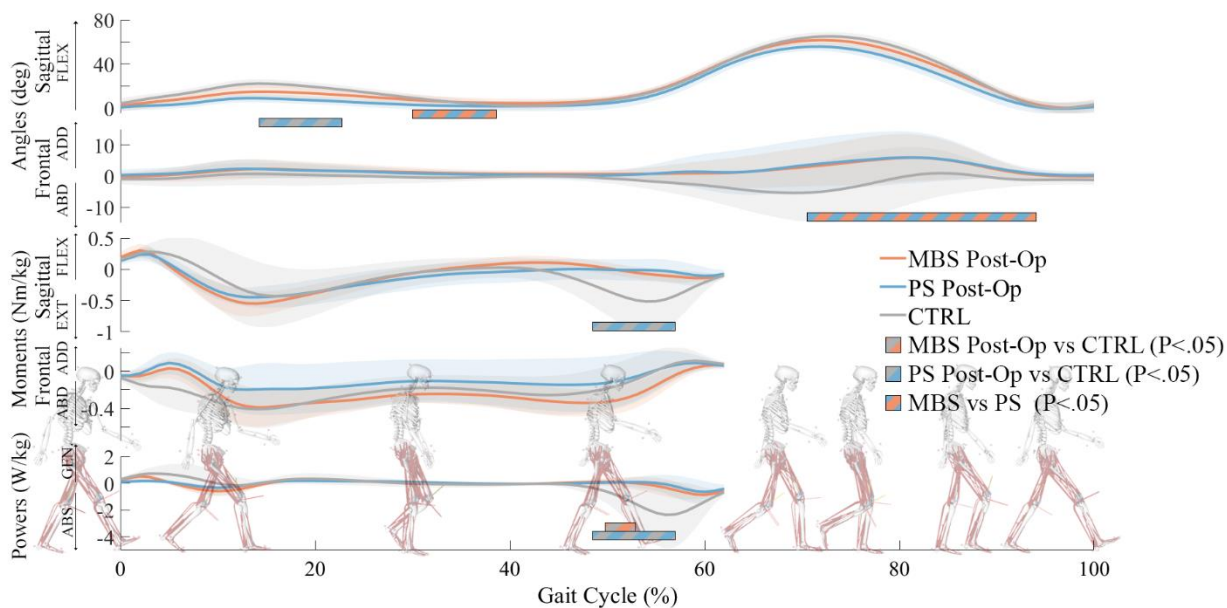 Angles (deg)
Sagittal
FLEX
80
40
0
Frontal
ADD
ABD
10
0
-10
Moments (Nm/kg)
Sagittal
FLEX
EXT
0.5
0
-0.5
-1
Frontal
ADD
ABD
0
-0.4
Powers (W/kg)
GEN
ABS
2
0
-2
-4
MBS Post-Op
PS Post-Op
CTRL
MBS Post-Op vs CTRL (P<.05)
PS Post-Op vs CTRL (P<.05)
MBS vs PS (P<.05)
0 20 40 60 80 100
Gait Cycle (%)